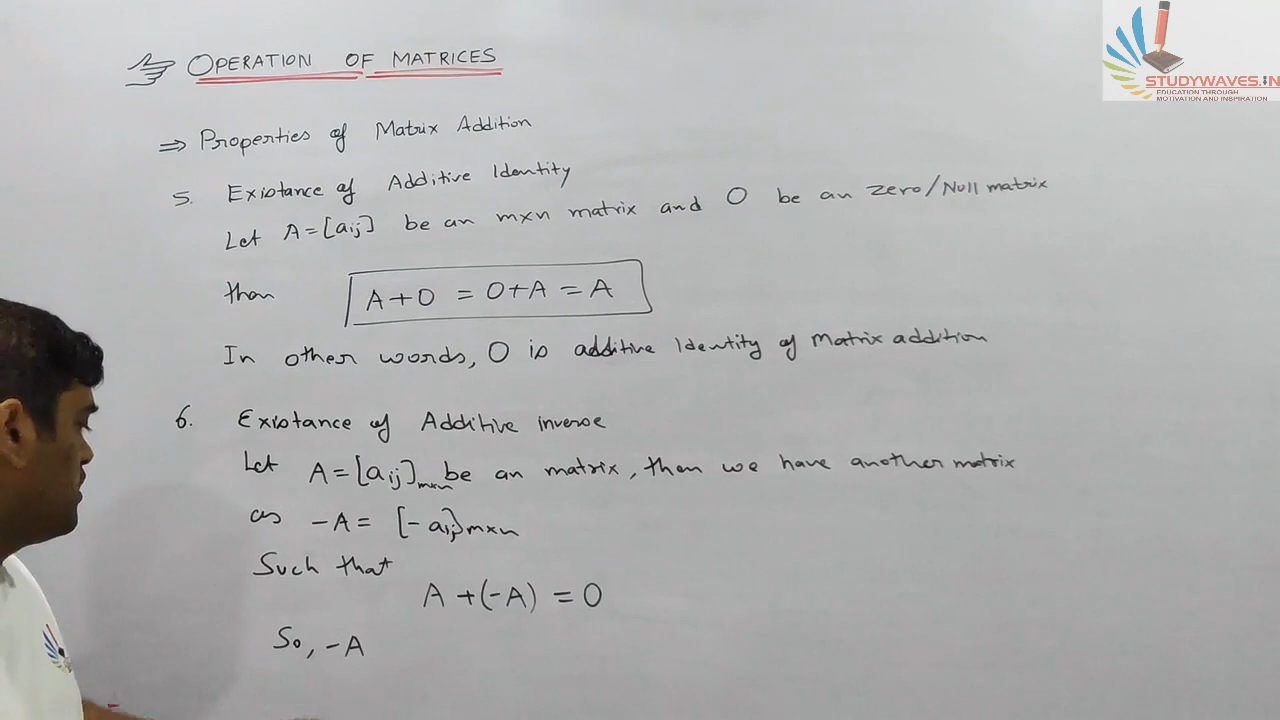 OPERATION OF MATRICES
⇒ Properties of Matrix Addition
5. Existance of Additive Identity
Let A = [aij] be an m×n matrix and O be an zero/Null matrix
than A+O = O+A = A
In other words, O is additive Identity of Matrix addition
6. Existance of Additive inverse
Let A = [aij]m×n be an matrix, then we have another matrix
as -A = [-aij]m×n
Such that
A + (-A) = O
So, -A
STUDYWAVES.IN
EDUCATION THROUGH
MOTIVATION AND INSPIRATION